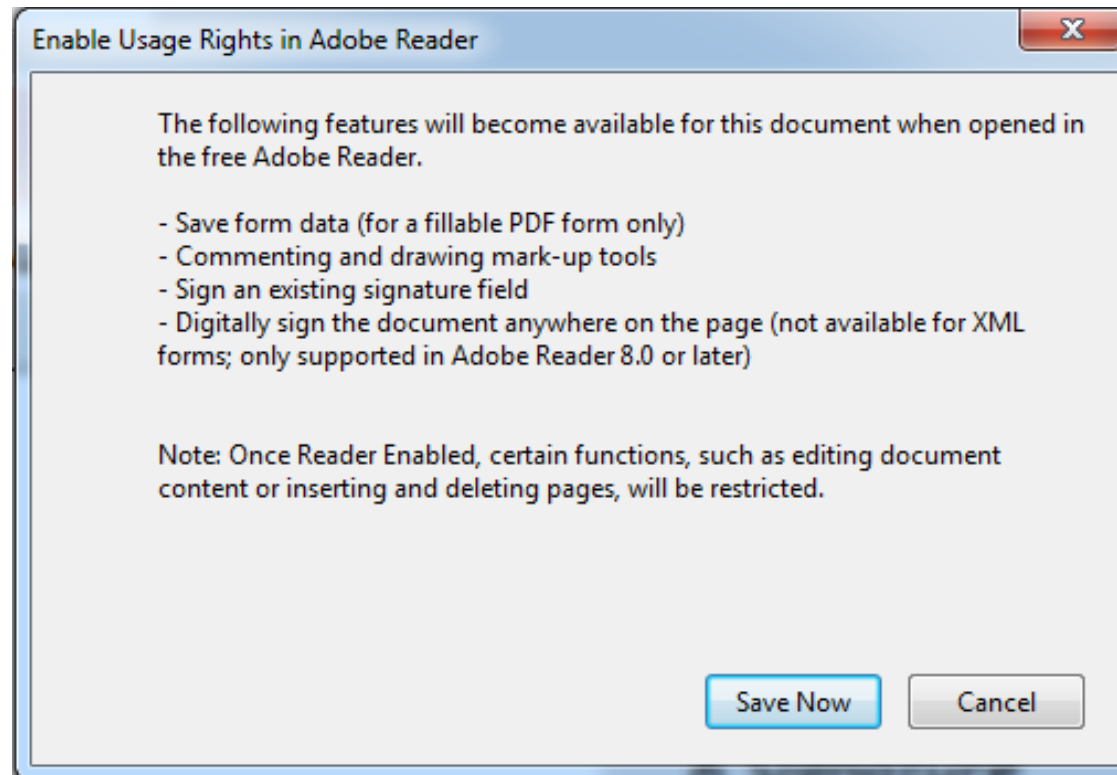 Enable Usage Rights in Adobe Reader
The following features will become available for this document when opened in
the free Adobe Reader.
- Save form data (for a fillable PDF form only)
- Commenting and drawing mark-up tools
- Sign an existing signature field
- Digitally sign the document anywhere on the page (not available for XML
forms; only supported in Adobe Reader 8.0 or later)
Note: Once Reader Enabled, certain functions, such as editing document
content or inserting and deleting pages, will be restricted.
Save Now
Cancel